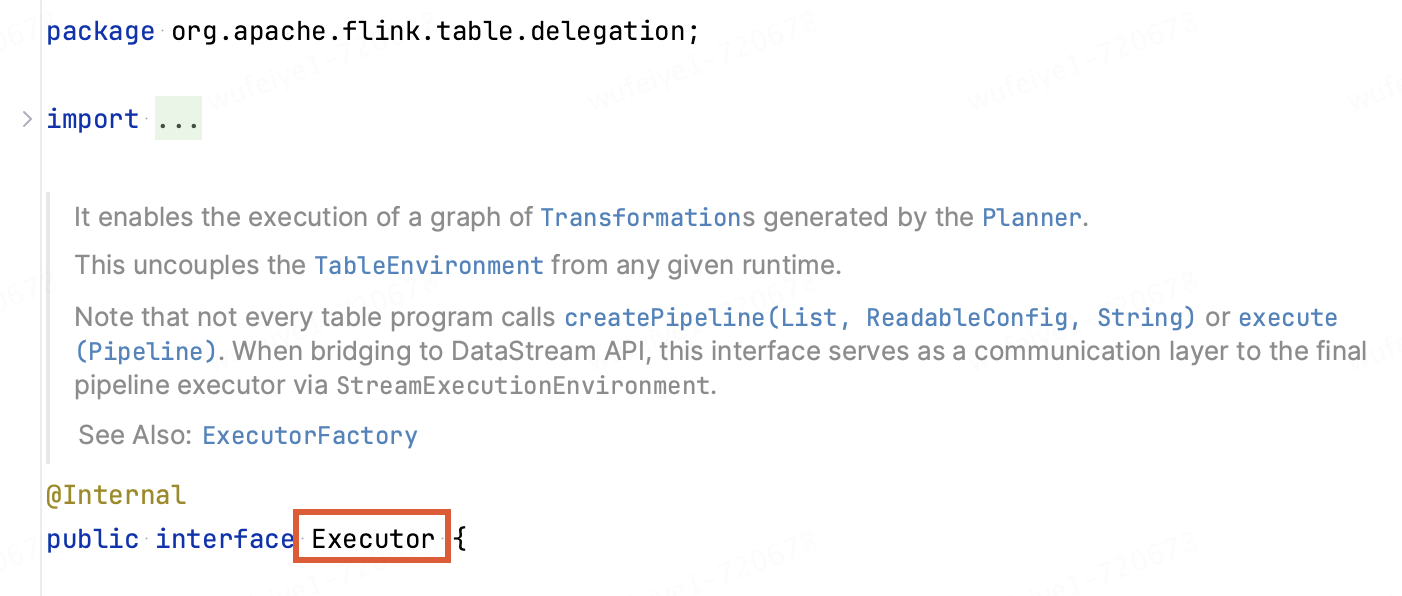 package org.apache.flink.table.delegation;
import ...
It enables the execution of a graph of Transformations generated by the Planner.
This uncouples the TableEnvironment from any given runtime.
Note that not every table program calls createPipeline(List, ReadableConfig, String) or execute
(Pipeline). When bridging to DataStream API, this interface serves as a communication layer to the final
pipeline executor via StreamExecutionEnvironment.
See Also: ExecutorFactory
@Internal
public interface Executor {